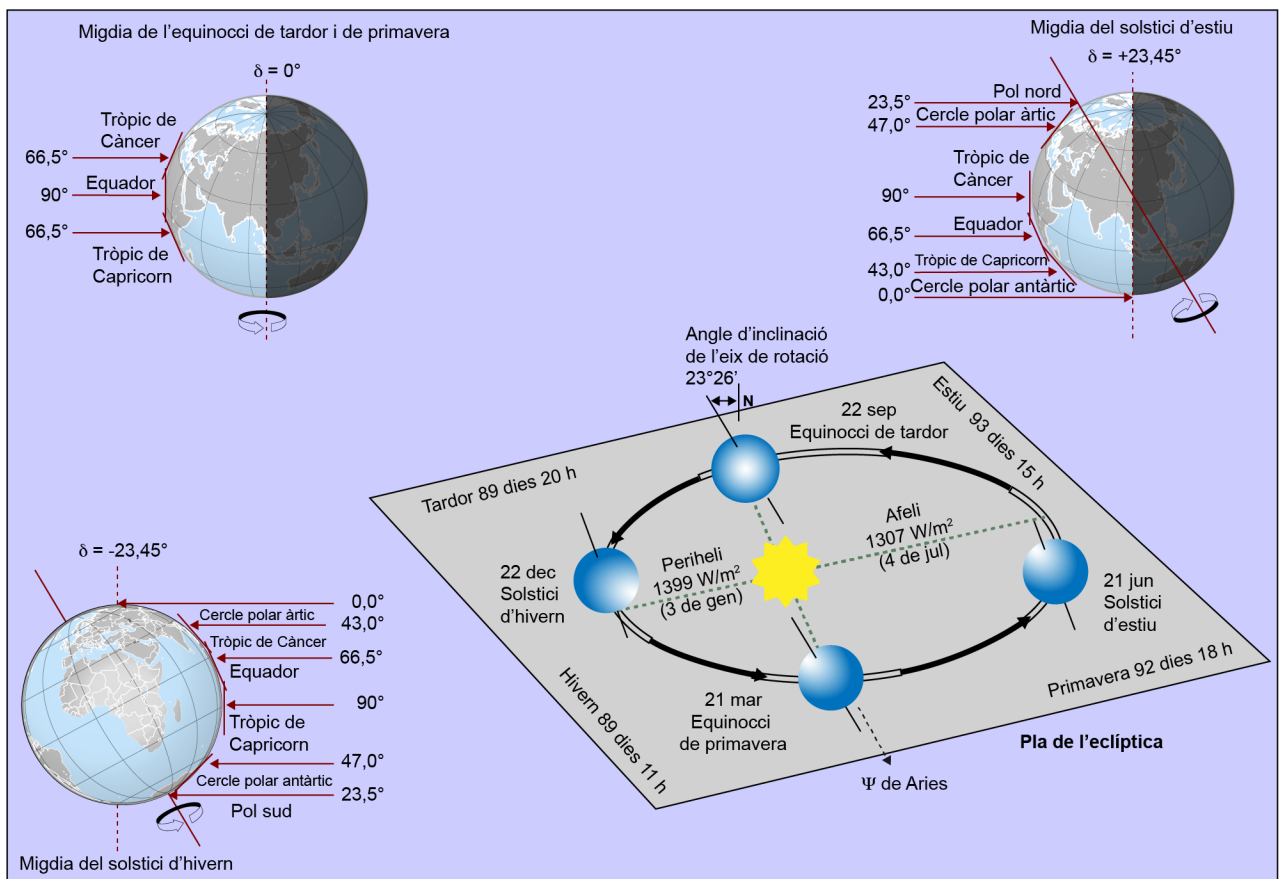 Migdia de l'equinocci de tardor i de primavera
δ = 0°
Tròpic de
Càncer
66,5°
Equador
90°
66,5°
Tròpic de
Capricorn
Migdia del solstici d'estiu
δ = +23,45°
Pol nord
23,5°
Cercle polar àrtic
47,0°
Tròpic de
Càncer
90°
Equador
66,5°
Tròpic de Capricorn
43,0°
Cercle polar antàrtic
0,0°
Angle d'inclinació
de l'eix de rotació
23°26'
N
22 sep
Equinocci de tardor
Estiu 93 dies 15 h
Tardor 89 dies 20 h
Afeli
1307 W/m²
(4 de jul)
Periheli
1399 W/m²
(3 de gen)
22 dec
Solstici
d'hivern
21 jun
Solstici
d'estiu
Hivern 89 dies 11 h
21 mar
Equinocci
de primavera
Primavera 92 dies 18 h
Pla de l'eclíptica
Ψ de Aries
δ = -23,45°
0,0°
Cercle polar àrtic
43,0°
Tròpic de Càncer
66,5°
Equador
90°
Tròpic de
Capricorn
47,0°
Cercle polar antàrtic
23,5°
Pol sud
Migdia del solstici d'hivern